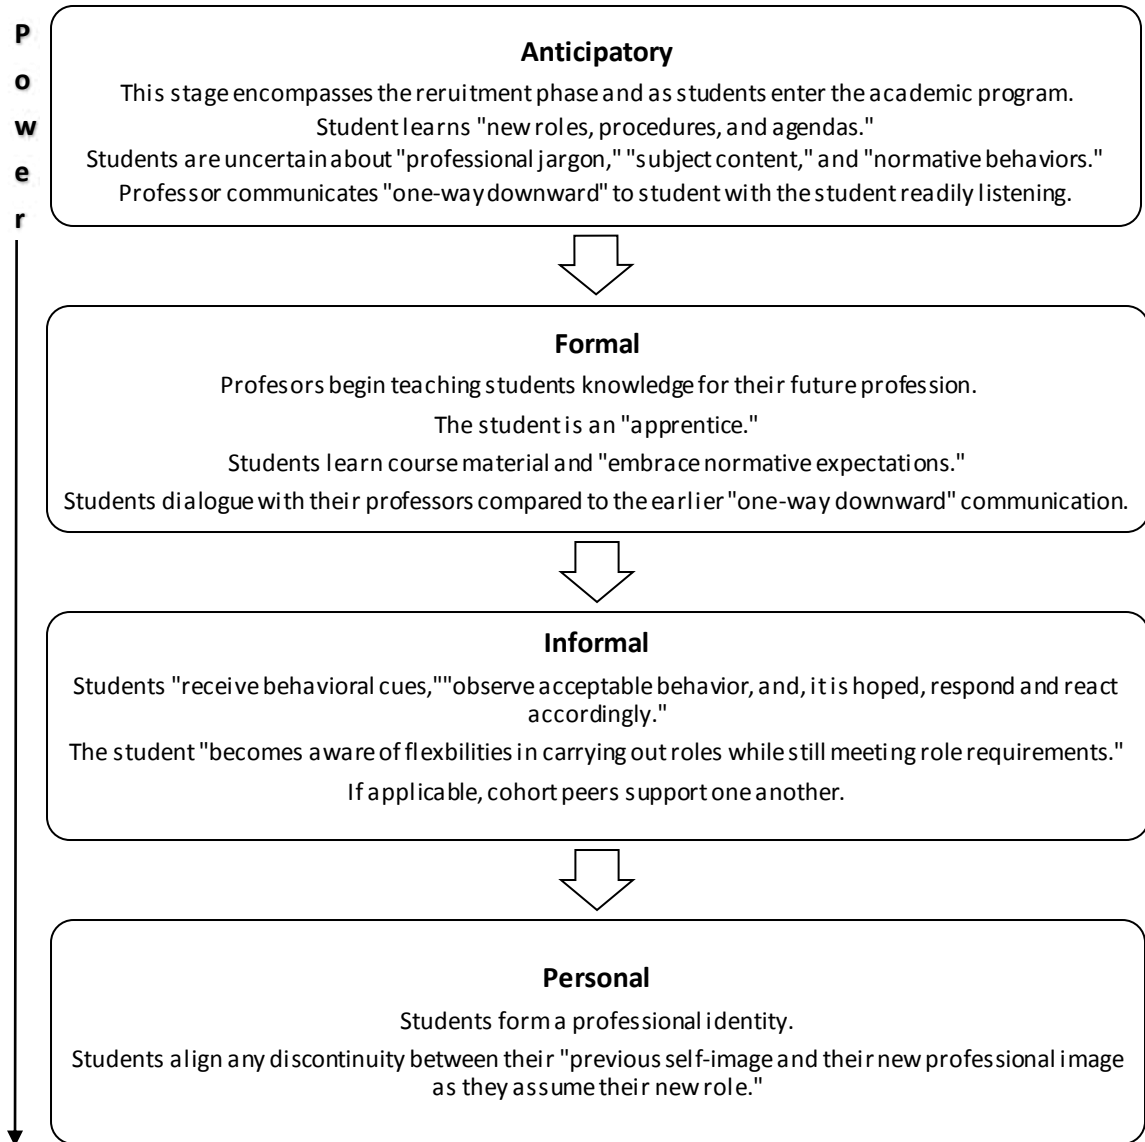 Power
Anticipatory
This stage encompasses the reruitment phase and as students enter the academic program.
Student learns "new roles, procedures, and agendas."
Students are uncertain about "professional jargon," "subject content," and "normative behaviors."
Professor communicates "one-way downward" to student with the student readily listening.
Formal
Profesors begin teaching students knowledge for their future profession.
The student is an "apprentice."
Students learn course material and "embrace normative expectations."
Students dialogue with their professors compared to the earlier "one-way downward" communication.
Informal
Students "receive behavioral cues,""observe acceptable behavior, and, it is hoped, respond and react
accordingly."
The student "becomes aware of flexbilities in carrying out roles while still meeting role requirements."
If applicable, cohort peers support one another.
Personal
Students form a professional identity.
Students align any discontinuity between their "previous self-image and their new professional image
as they assume their new role."